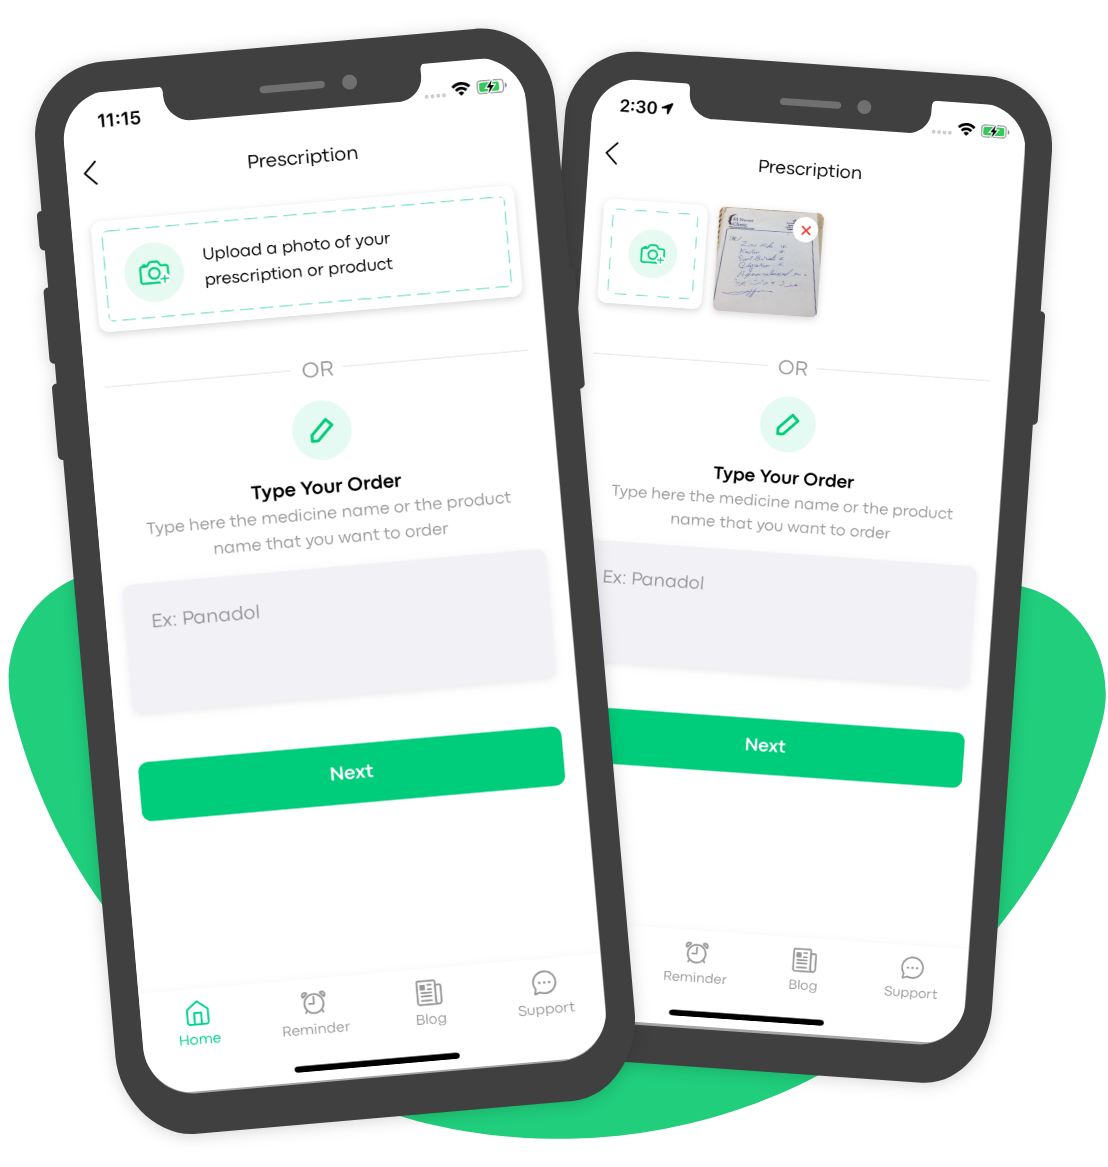 11:15
Prescription
Upload a photo of your
prescription or product
OR
Type Your Order
Type here the medicine name or the product
name that you want to order
Ex: Panadol
Next
Home
Reminder
Blog
Support
2:30
Prescription
OR
Type Your Order
Type here the medicine name or the product
name that you want to order
Ex: Panadol
Next
Reminder
Blog
Support